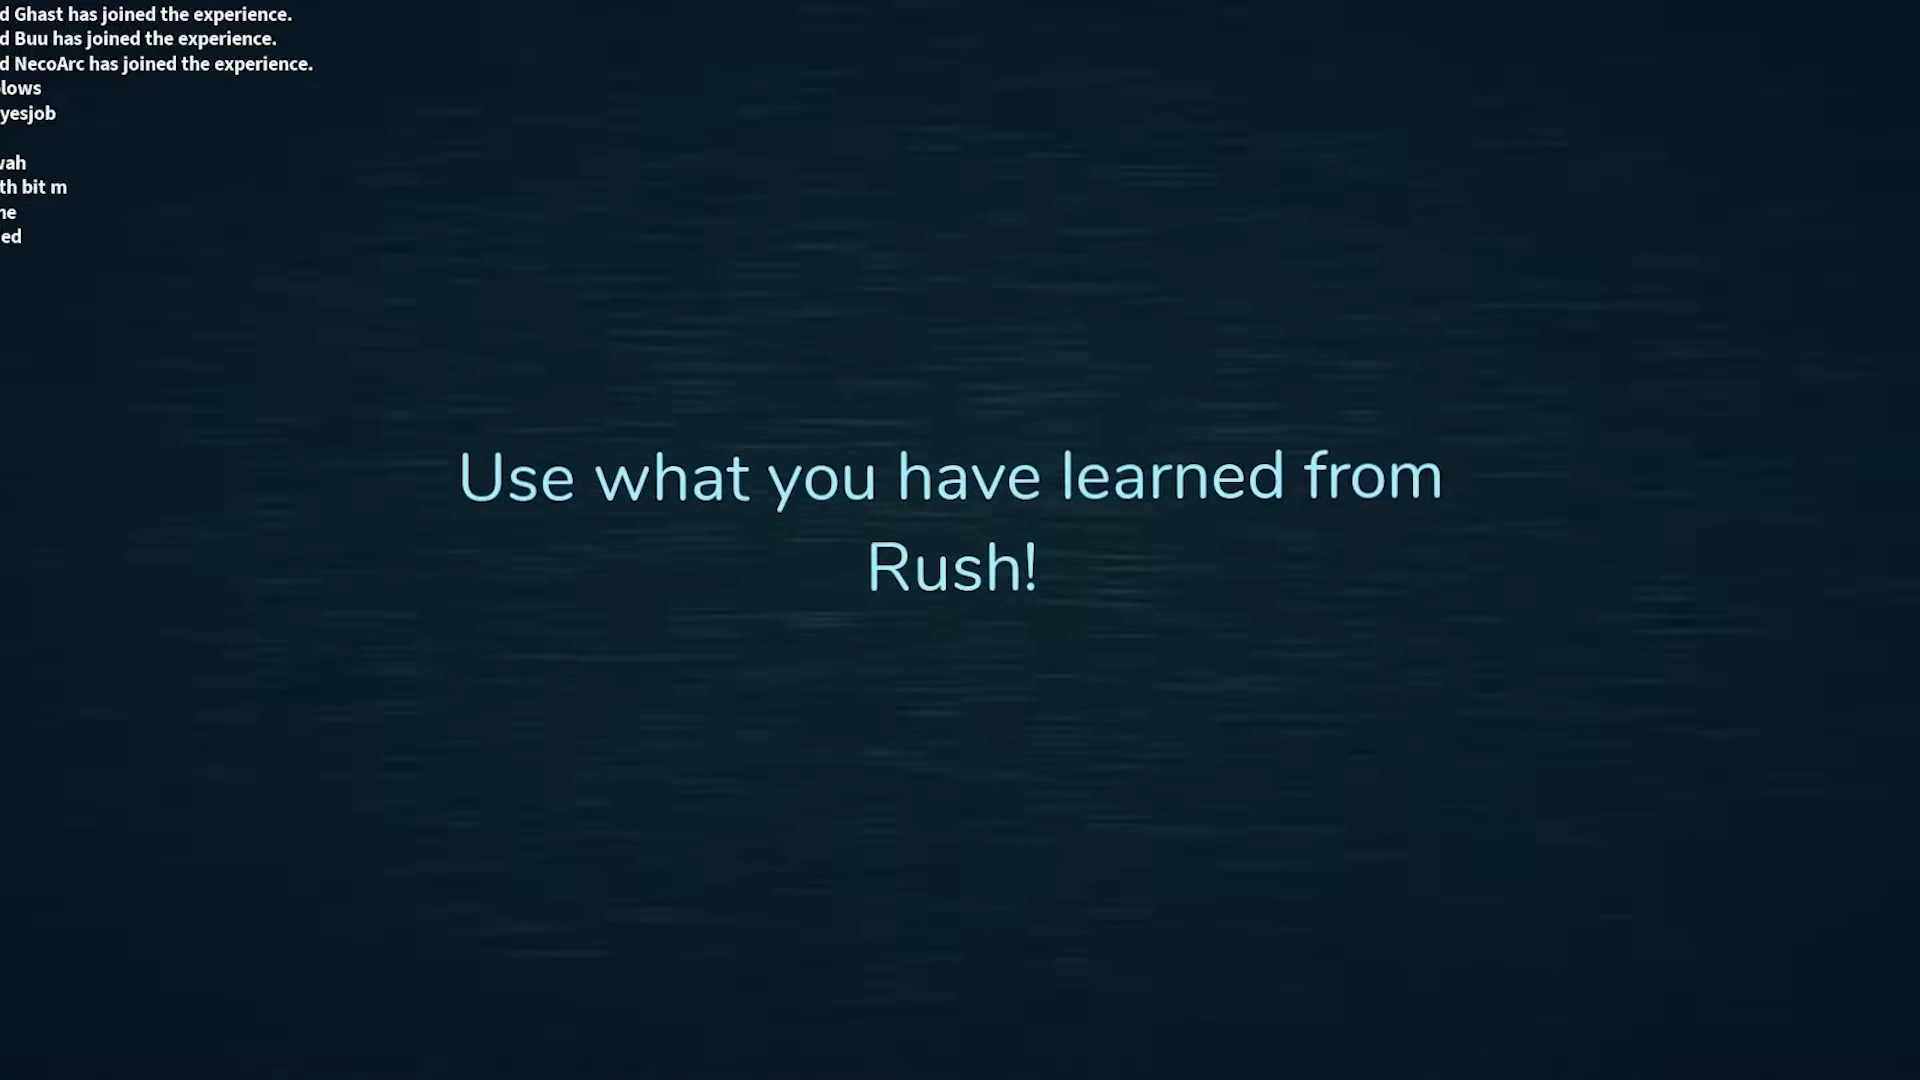 d Ghast has joined the experience.
d Buu has joined the experience.
d NecoArc has joined the experience.
lows
yesjob
vah
th bit m
ne
ed
Use what you have learned from
Rush!